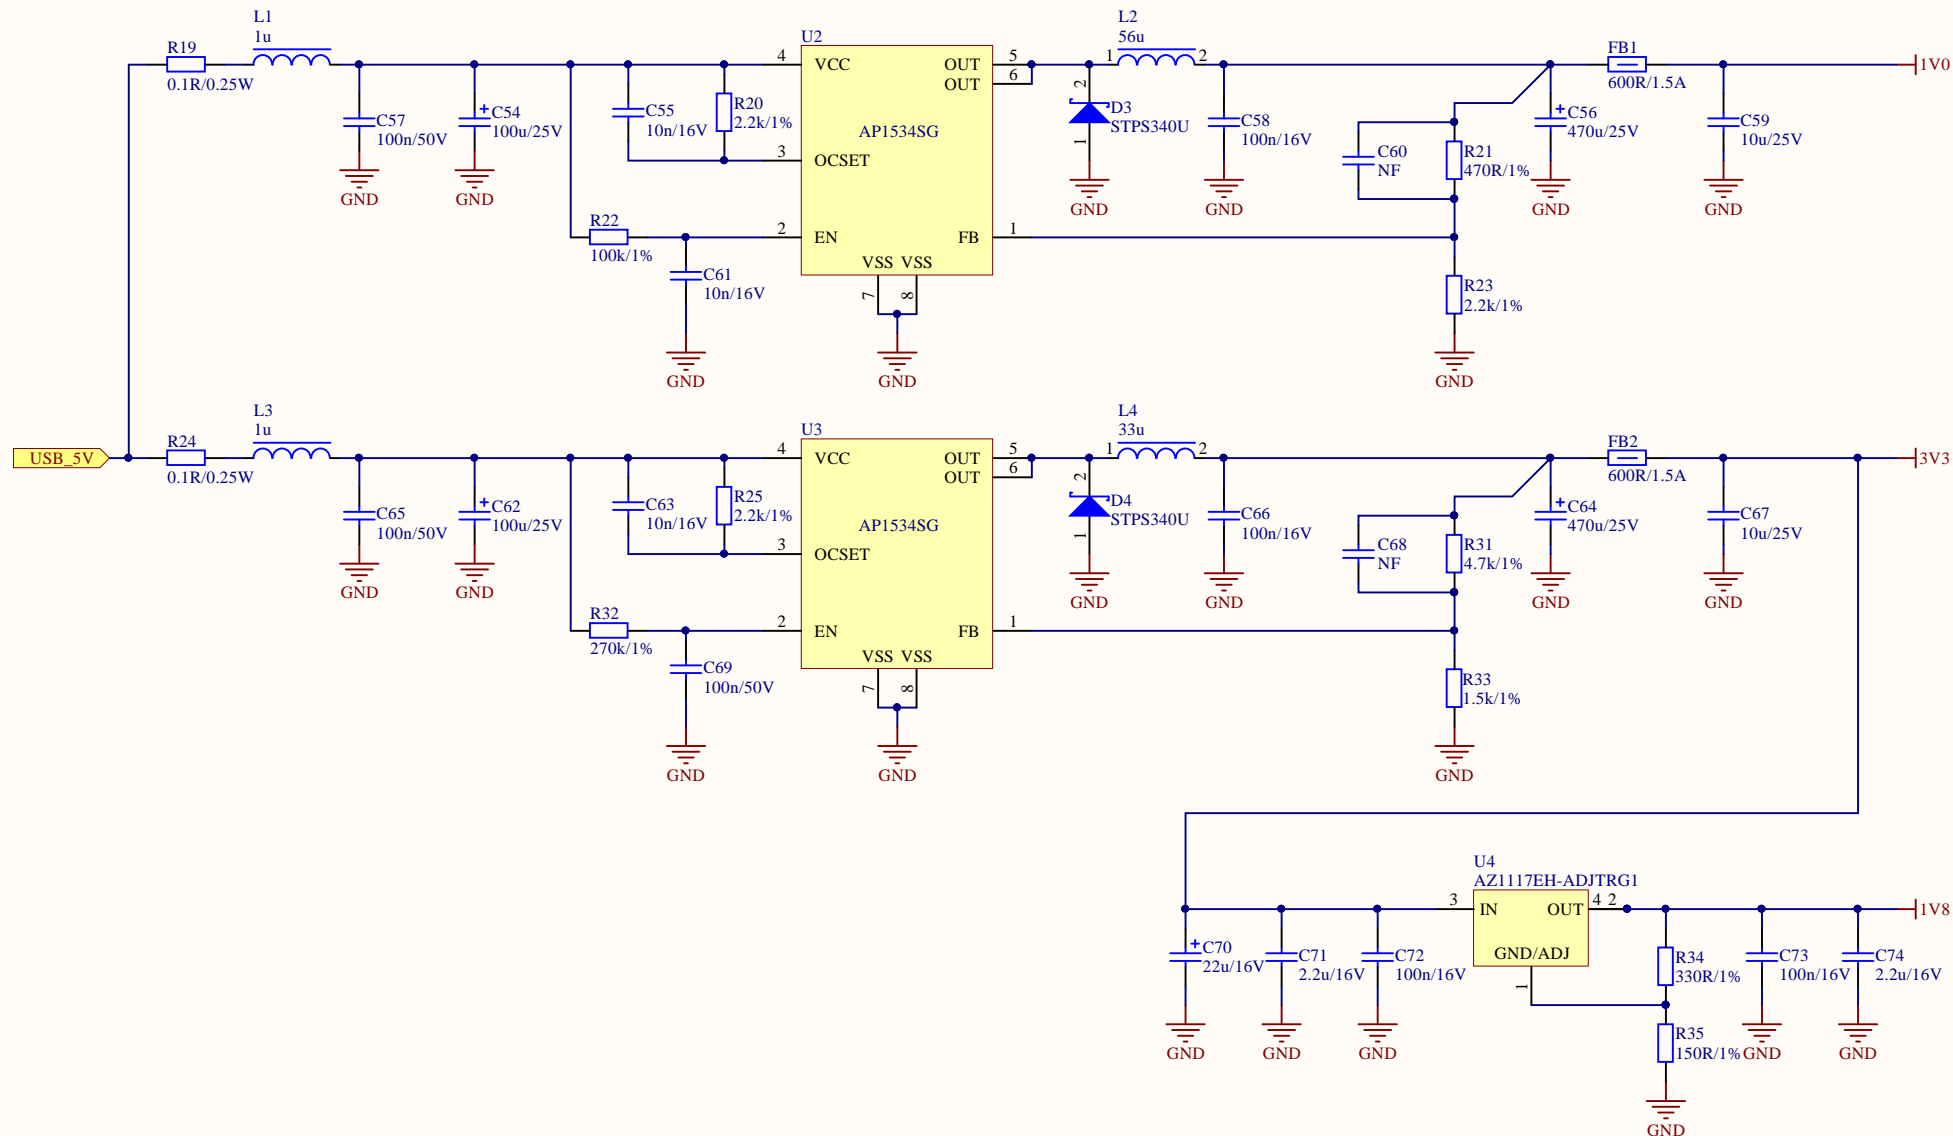 L1
1u
R19
0.1R/0.25W
C57
100n/50V
GND
C54
100u/25V
GND
C55
10n/16V
R20
2.2k/1%
R22
100k/1%
C61
10n/16V
GND
U2
4
VCC
AP1534SG
3
OCSET
2
EN
OUT
5
OUT
6
FB
1
VSS VSS
7
8
GND
L2
56u
1
2
2
D3
STPS340U
1
GND
C58
100n/16V
GND
C60
NF
R21
470R/1%
C56
470u/25V
GND
R23
2.2k/1%
GND
FB1
600R/1.5A
C59
10u/25V
GND
1V0
USB_5V
L3
1u
R24
0.1R/0.25W
C65
100n/50V
GND
C62
100u/25V
GND
C63
10n/16V
R25
2.2k/1%
R32
270k/1%
C69
100n/50V
GND
U3
4
VCC
AP1534SG
3
OCSET
2
EN
OUT
5
OUT
6
FB
1
VSS VSS
7
8
GND
L4
33u
1
2
2
D4
STPS340U
1
GND
C66
100n/16V
GND
C68
NF
R31
4.7k/1%
C64
470u/25V
GND
R33
1.5k/1%
GND
FB2
600R/1.5A
C67
10u/25V
GND
3V3
C70
22u/16V
GND
C71
2.2u/16V
GND
C72
100n/16V
GND
U4
AZ1117EH-ADJTRG1
3
IN
OUT
4 2
GND/ADJ
1
R34
330R/1%
R35
150R/1%
GND
C73
100n/16V
GND
C74
2.2u/16V
GND
1V8